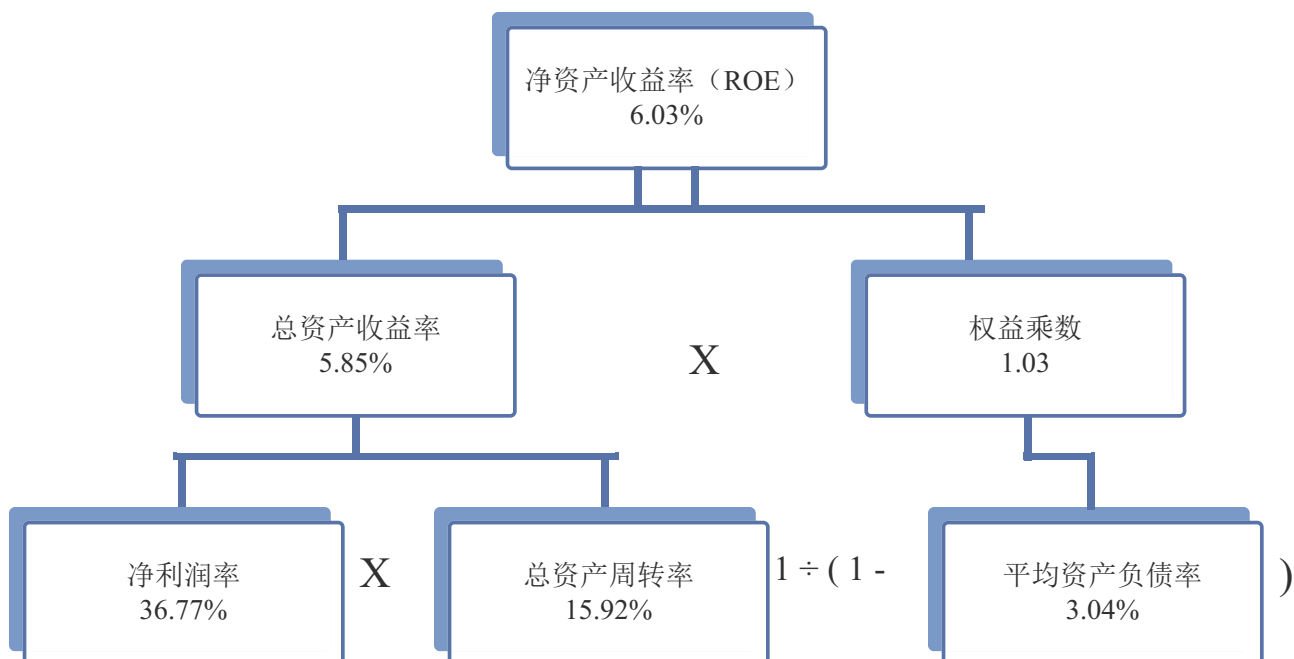 净资产收益率（ROE）
6.03%
总资产收益率
5.85%
X
权益乘数
1.03
净利润率
36.77%
X
总资产周转率
15.92%
1 ÷ ( 1 -
平均资产负债率
3.04%
)